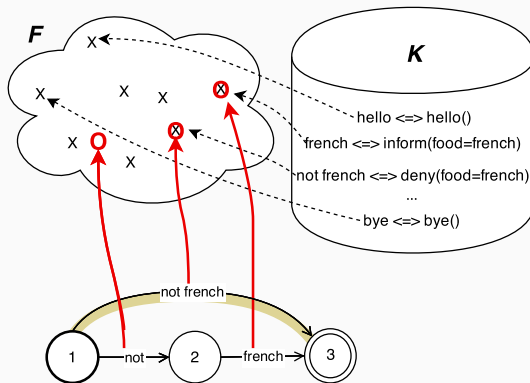 F
K
X
X
X
X
X
X
X
X
O
O
O
hello <=> hello()
french <=> inform(food=french)
not french <=> deny(food=french)
...
bye <=> bye()
not french
1
not
2
french
3